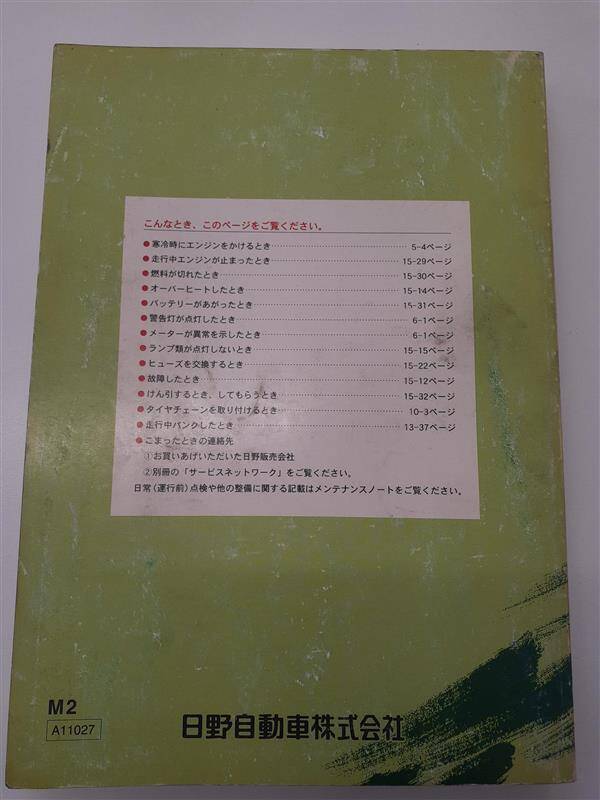 こんなとき、このページをご覧ください。
●寒冷時にエンジンをかけるとき……………………5-4ページ
●走行中エンジンが止まったとき……………………15-29ページ
●燃料が切れたとき……………………15-30ページ
●オーバーヒートしたとき……………………15-14ページ
●バッテリーがあがったとき……………………15-31ページ
●警告灯が点灯したとき……………………6-1ページ
●メーターが異常を示したとき……………………6-1ページ
●ランプ類が点灯しないとき……………………15-15ページ
●ヒューズを交換するとき……………………15-22ページ
●故障したとき……………………15-12ページ
●けん引するとき、してもらうとき……………………15-32ページ
●タイヤチェーンを取り付けるとき……………………10-3ページ
●走行中パンクしたとき……………………13-37ページ
●こまったときの連絡先
①お買いあげいただいた日野販売会社
②別冊の「サービスネットワーク」をご覧ください。
日常(運行前)点検や他の整備に関する記載はメンテナンスノートをご覧ください。
M2
A11027
日野自動車株式会社